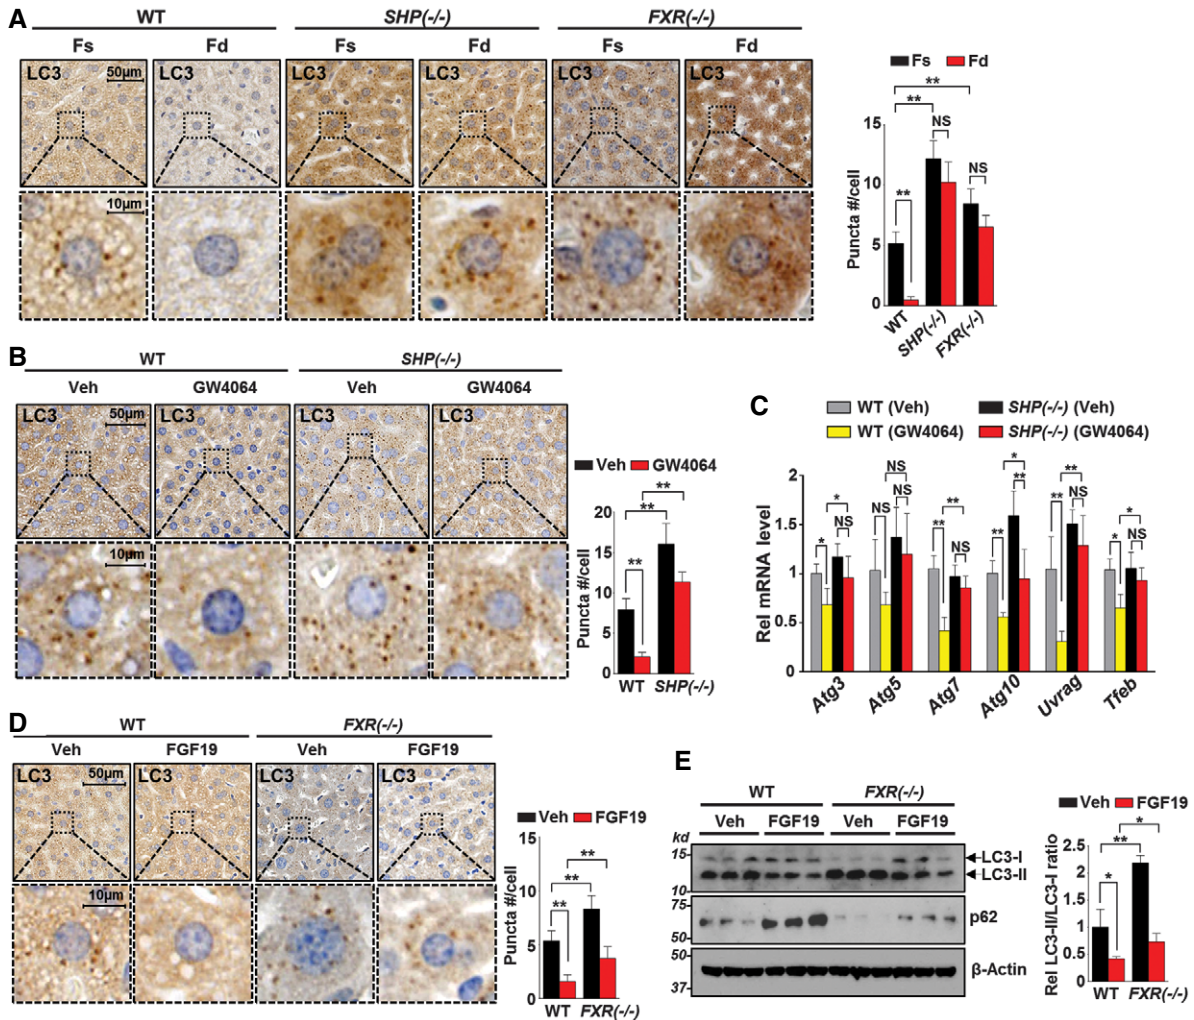 A
WT SHP(-/-) FXR(-/-)
Fs Fd Fs Fd Fs Fd
LC3 50µm LC3 LC3 LC3 LC3 LC3
10µm
Fs Fd
**
**
NS
NS
**
Puncta #/cell
15
10
5
0
WT SHP(-/-) FXR(-/-)
B
WT SHP(-/-)
Veh GW4064 Veh GW4064
LC3 50µm LC3 LC3 LC3
10µm
Veh GW4064
**
**
**
Puncta #/cell
20
15
10
5
0
WT SHP(-/-)
C
WT (Veh) SHP(-/-) (Veh)
WT (GW4064) SHP(-/-) (GW4064)
Rel mRNA level
2
1.5
1
0.5
0
* * NS
NS NS NS
** ** NS
** * **
** ** NS
* * NS
Atg3 Atg5 Atg7 Atg10 Uvrag Tfeb
D
WT FXR(-/-)
Veh FGF19 Veh FGF19
LC3 50µm LC3 LC3 LC3
10µm
Veh FGF19
**
**
**
Puncta #/cell
15
10
5
0
WT FXR(-/-)
E
WT FXR(-/-)
Veh FGF19 Veh FGF19
kd
15
10
LC3-I
LC3-II
75
50
p62
50
37
β-Actin
Veh FGF19
*
**
*
Rel LC3-II/LC3-I ratio
2.5
2
1.5
1
0.5
0
WT FXR(-/-)